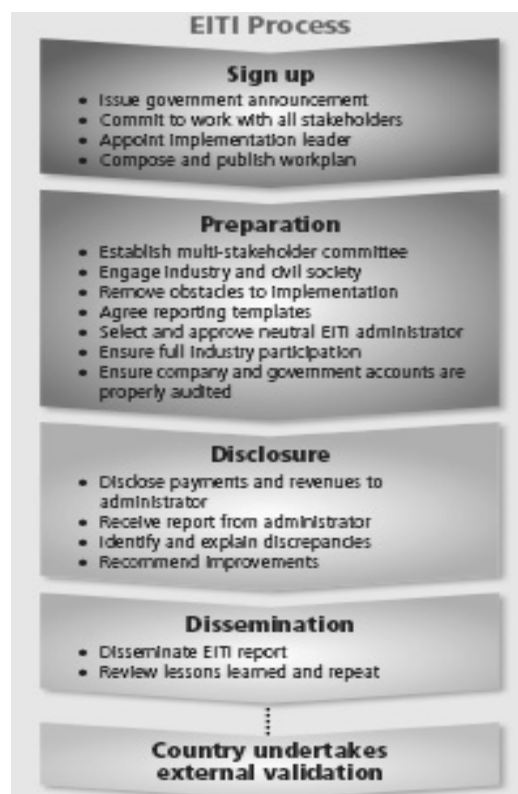 EITI Process
Sign up
• Issue government announcement
• Commit to work with all stakeholders
• Appoint implementation leader
• Compose and publish workplan
Preparation
• Establish multi-stakeholder committee
• Engage industry and civil society
• Remove obstacles to implementation
• Agree reporting templates
• Select and approve neutral EITI administrator
• Ensure full industry participation
• Ensure company and government accounts are
properly audited
Disclosure
• Disclose payments and revenues to
administrator
• Receive report from administrator
• Identify and explain discrepancies
• Recommend improvements
Dissemination
• Disseminate EITI report
• Review lessons learned and repeat
Country undertakes
external validation